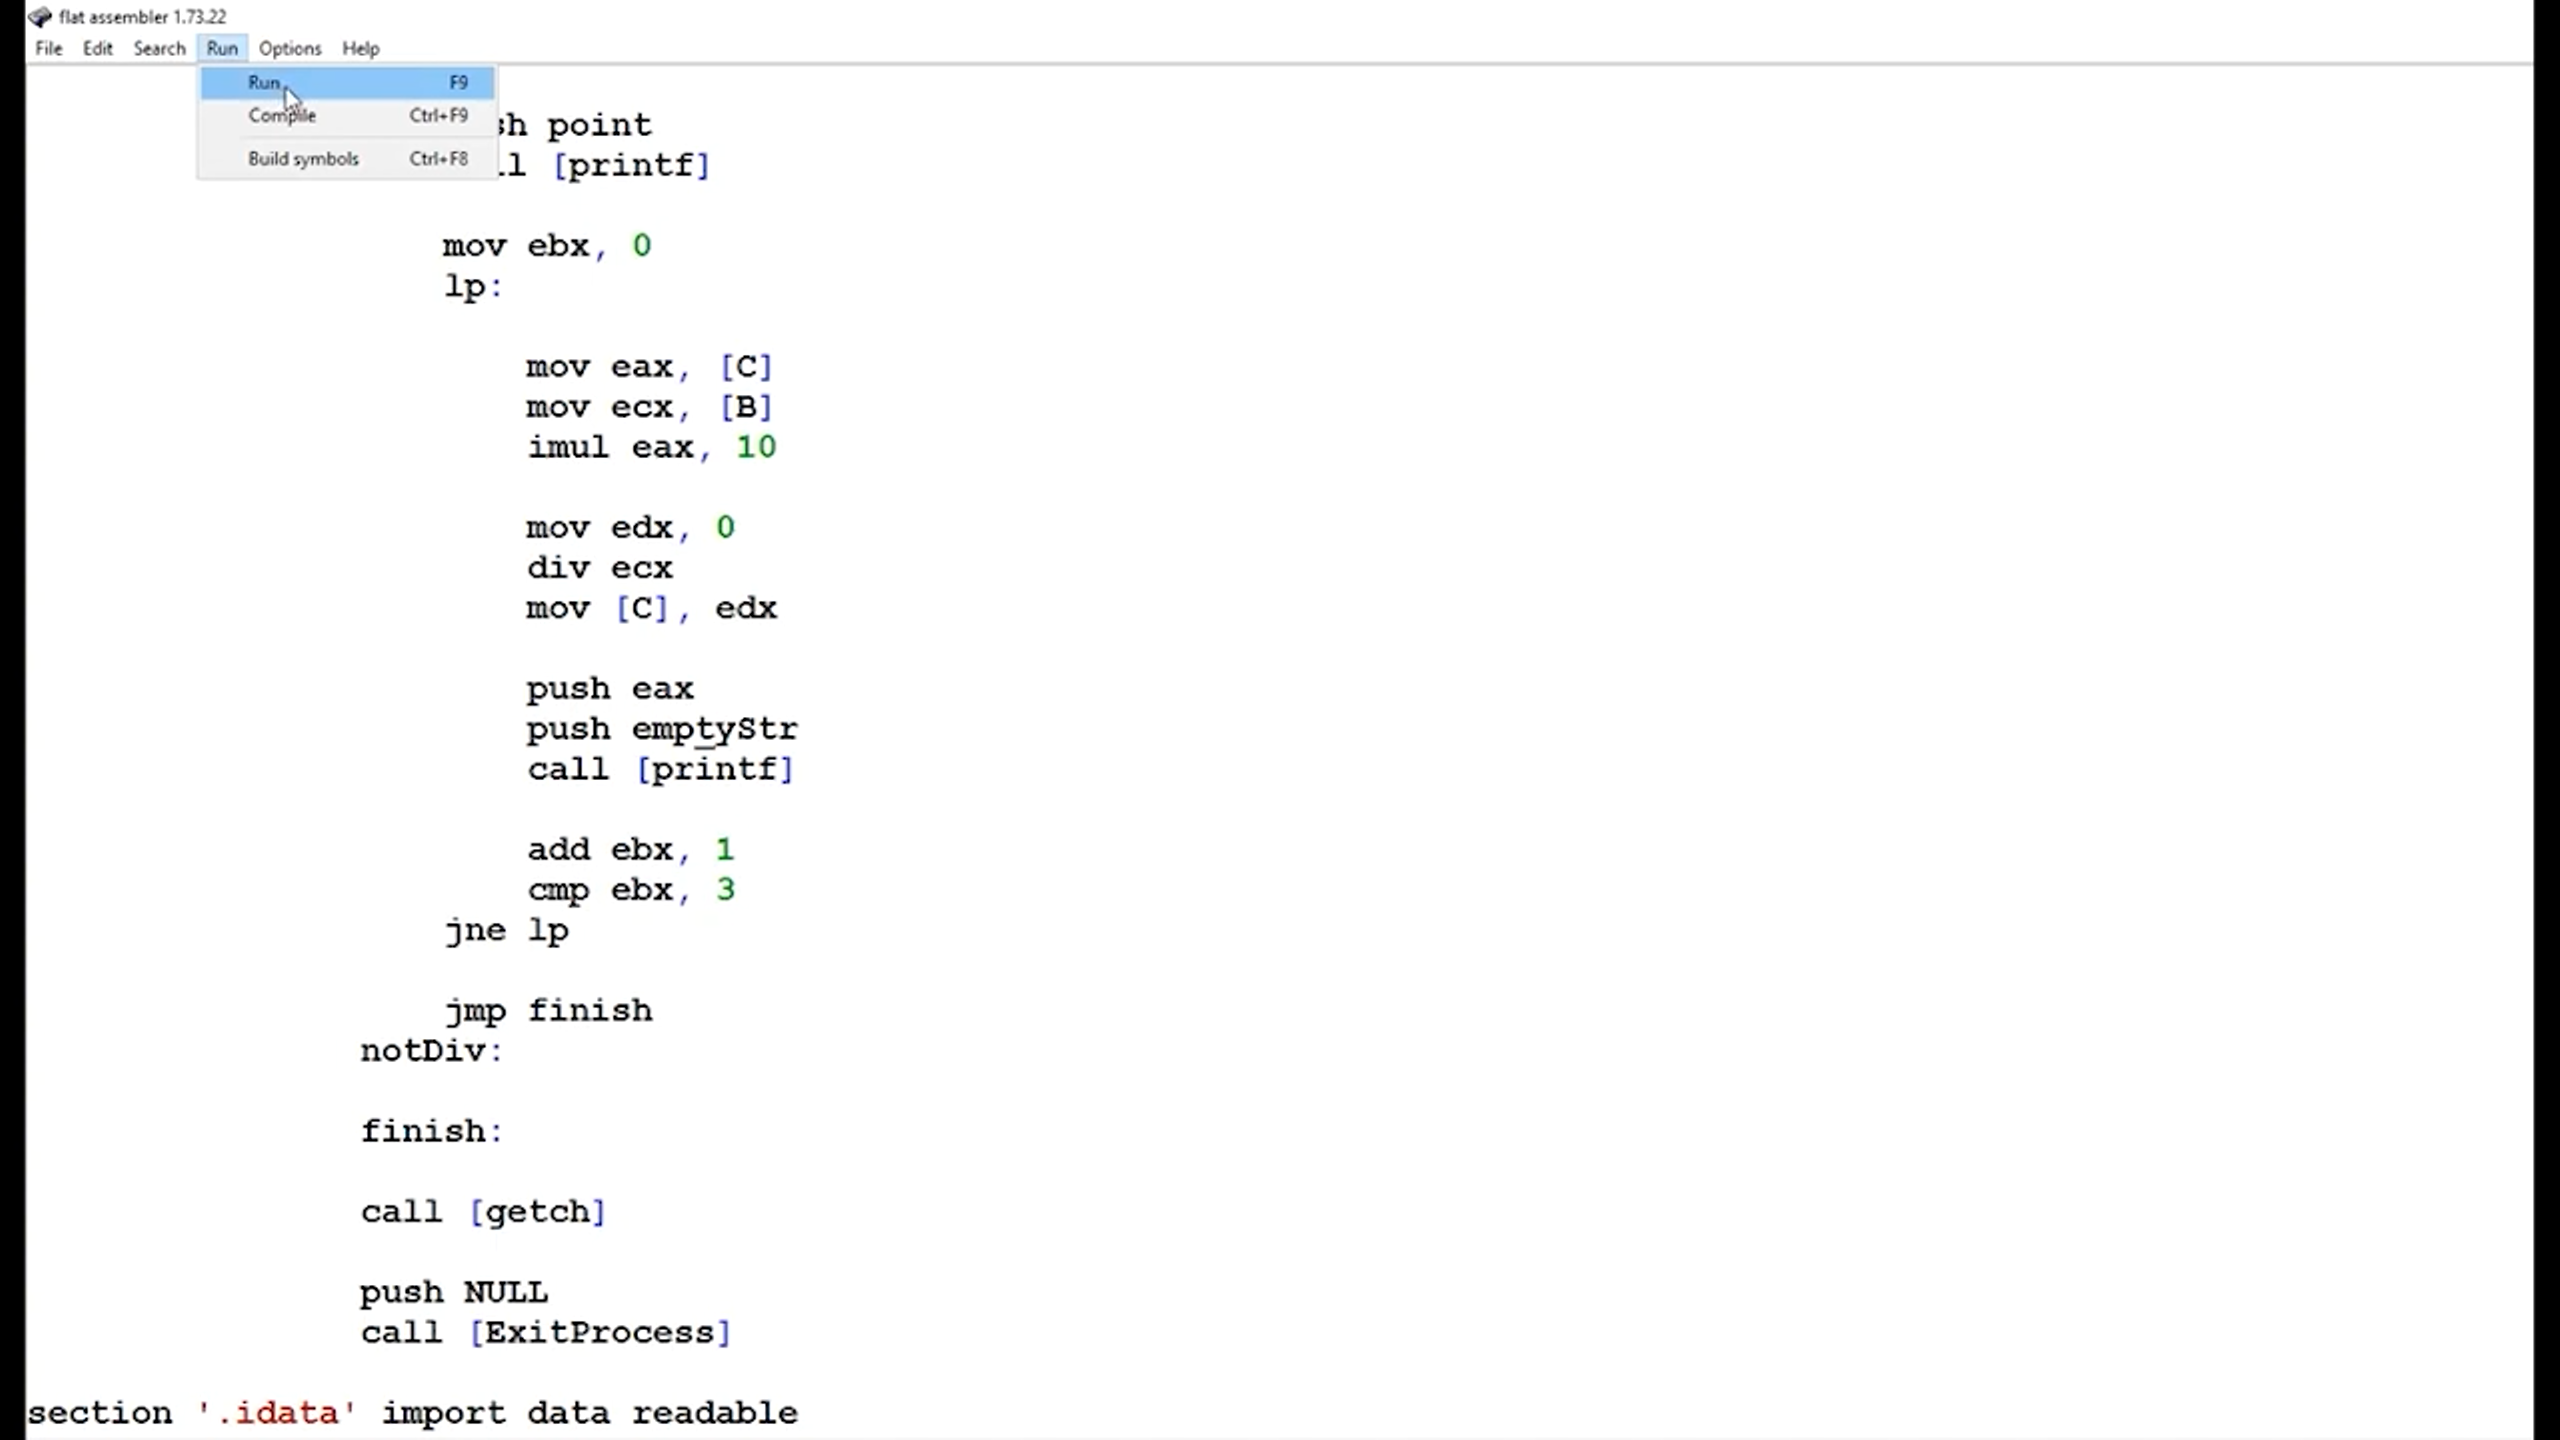 flat assembler 1.73.22
File Edit Search Run Options Help
Run F9
Compile Ctrl+F9
Build symbols Ctrl+F8
point
[printf]
mov ebx, 0
lp:
mov eax, [C]
mov ecx, [B]
imul eax, 10
mov edx, 0
div ecx
mov [C], edx
push eax
push emptyStr
call [printf]
add ebx, 1
cmp ebx, 3
jne lp
jmp finish
notDiv:
finish:
call [getch]
push NULL
call [ExitProcess]
section '.idata' import data readable